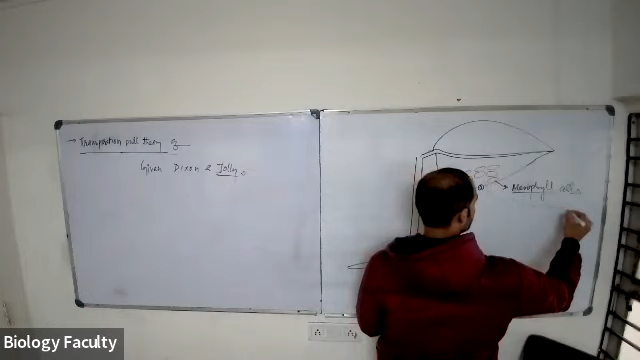 → Transpiration pull theory
Given Dixon & Jolly.
Mesophyll cells
Biology Faculty